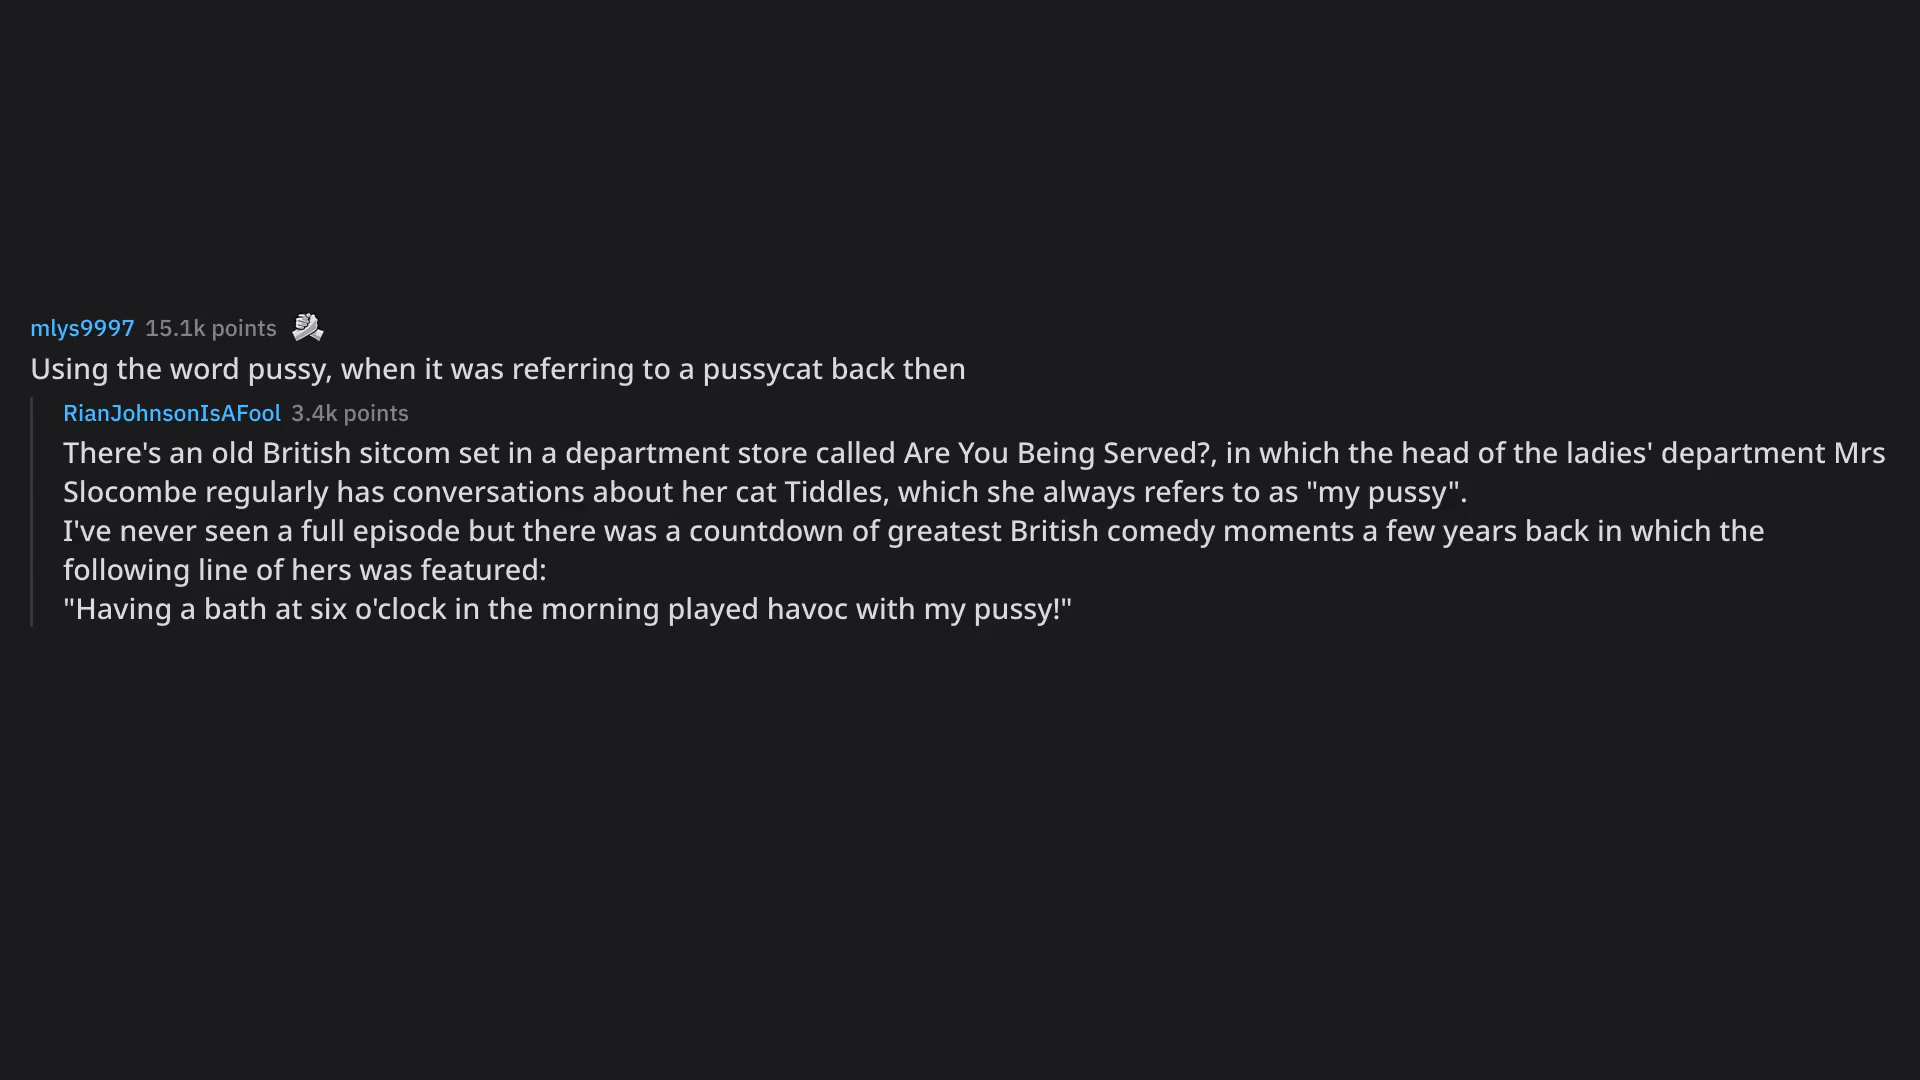 mlys9997 15.1k points
Using the word pussy, when it was referring to a pussycat back then
RianJohnsonIsAFool 3.4k points
There's an old British sitcom set in a department store called Are You Being Served?, in which the head of the ladies' department Mrs
Slocombe regularly has conversations about her cat Tiddles, which she always refers to as "my pussy".
I've never seen a full episode but there was a countdown of greatest British comedy moments a few years back in which the
following line of hers was featured:
"Having a bath at six o'clock in the morning played havoc with my pussy!"